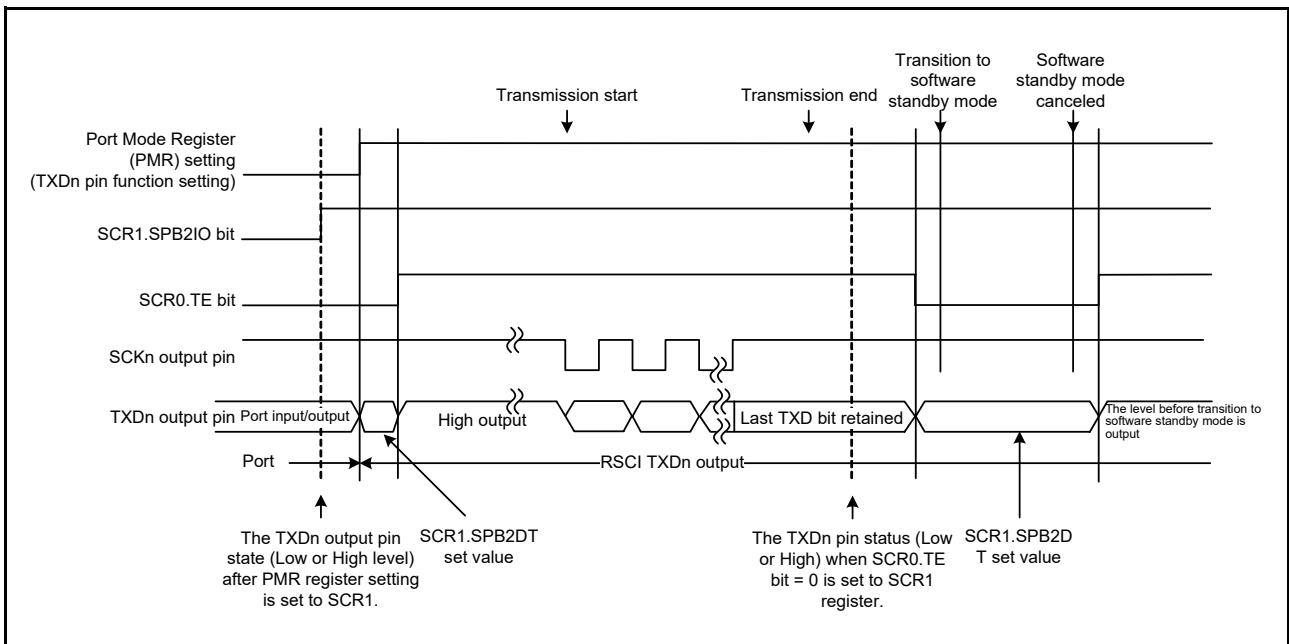 Transition to
software
standby mode
Software
standby mode
canceled
Transmission start
Transmission end
Port Mode Register
(PMR) setting
(TXDn pin function setting)
SCR1.SPB2IO bit
SCR0.TE bit
SCKn output pin
TXDn output pin
Port input/output
High output
Last TXD bit retained
The level before transition to
software standby mode is
output
Port
RSCI TXDn output
The TXDn output pin
state (Low or High level)
after PMR register setting
is set to SCR1.
SCR1.SPB2DT
set value
The TXDn pin status (Low
or High) when SCR0.TE
bit = 0 is set to SCR1
register.
SCR1.SPB2D
T set value